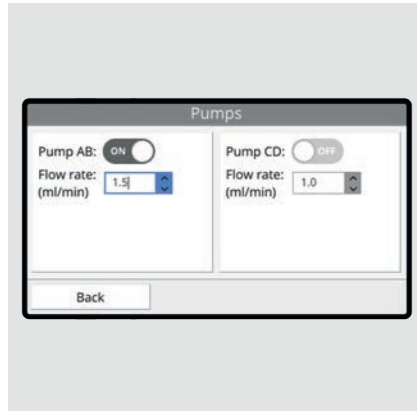 Pumps
Pump AB: ON
Flow rate: 1.5
(ml/min)
Pump CD: OFF
Flow rate: 1.0
(ml/min)
Back